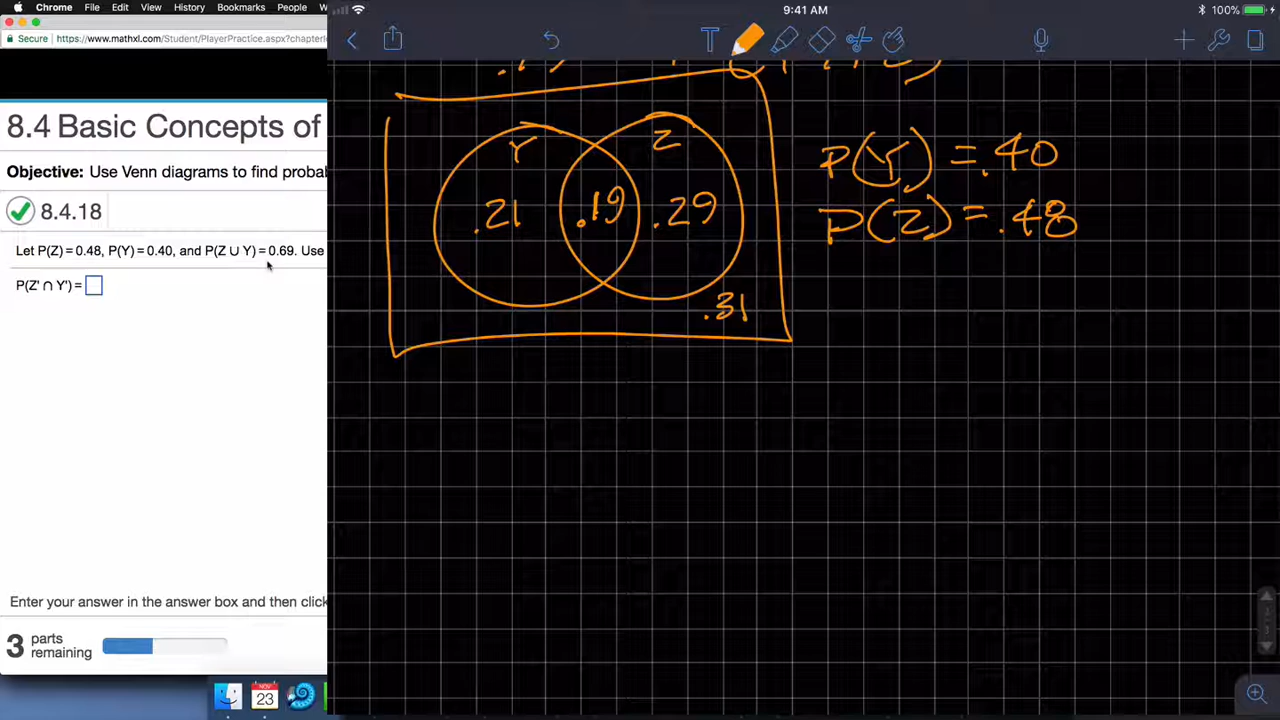 Chrome File Edit View History Bookmarks People
Secure https://www.mathxl.com/Student/PlayerPractice.aspx?chapterI
8.4 Basic Concepts of
Objective: Use Venn diagrams to find proba
8.4.18
Let P(Z) = 0.48, P(Y) = 0.40, and P(Z ∪ Y) = 0.69. Use
P(Z' ∩ Y') =
Enter your answer in the answer box and then click
3 parts remaining
NOV
23
9:41 AM
100%
T
Y
Z
.21
.19
.29
.31
P(Y) = .40
P(Z) = .48